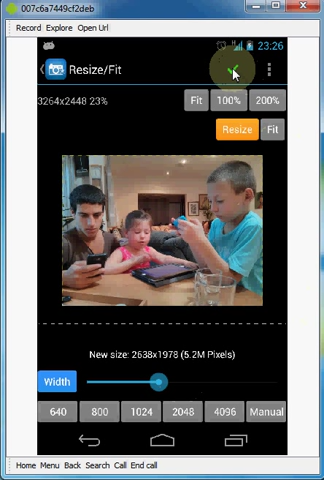 007c6a7449cf2deb
Record Explore Open Url
23:26
Resize/Fit
3264x2448 23%
Fit 100% 200%
Resize Fit
New size: 2638x1978 (5.2M Pixels)
Width
640 800 1024 2048 4096 Manual
Home Menu Back Search Call End call